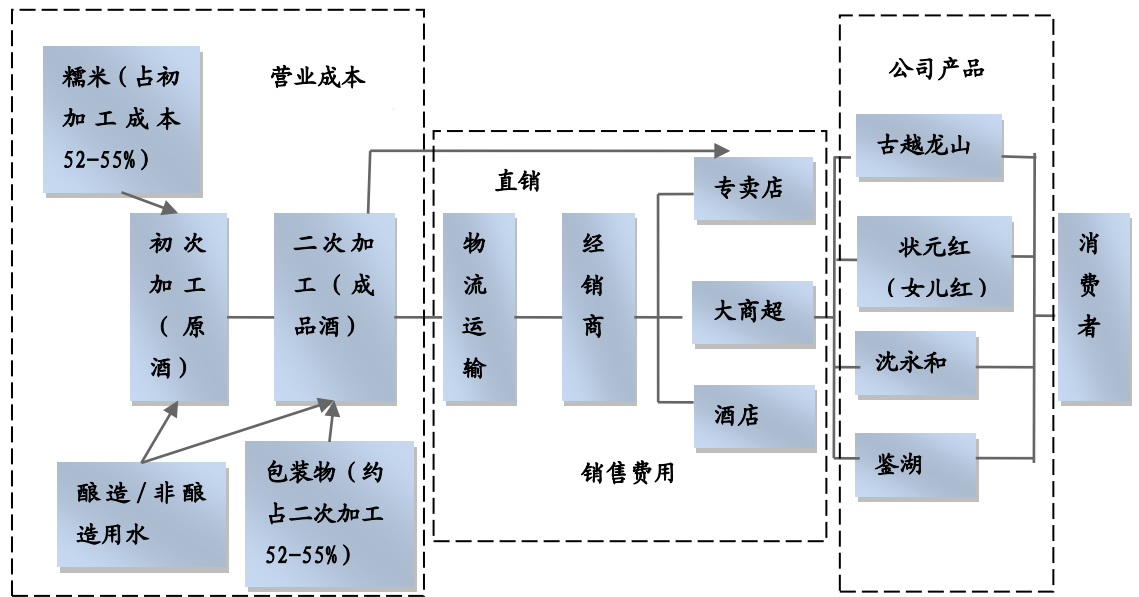 营业成本
糯米（占初
加工成本
52-55%）
初次
加工
（原
酒）
二次加
工（成
品酒）
酿造/非酿
造用水
包装物（约
占二次加工
52-55%）
直销
物
流
运
输
经
销
商
专卖店
大商超
酒店
销售费用
公司产品
古越龙山
状元红
（女儿红）
沈永和
鉴湖
消
费
者